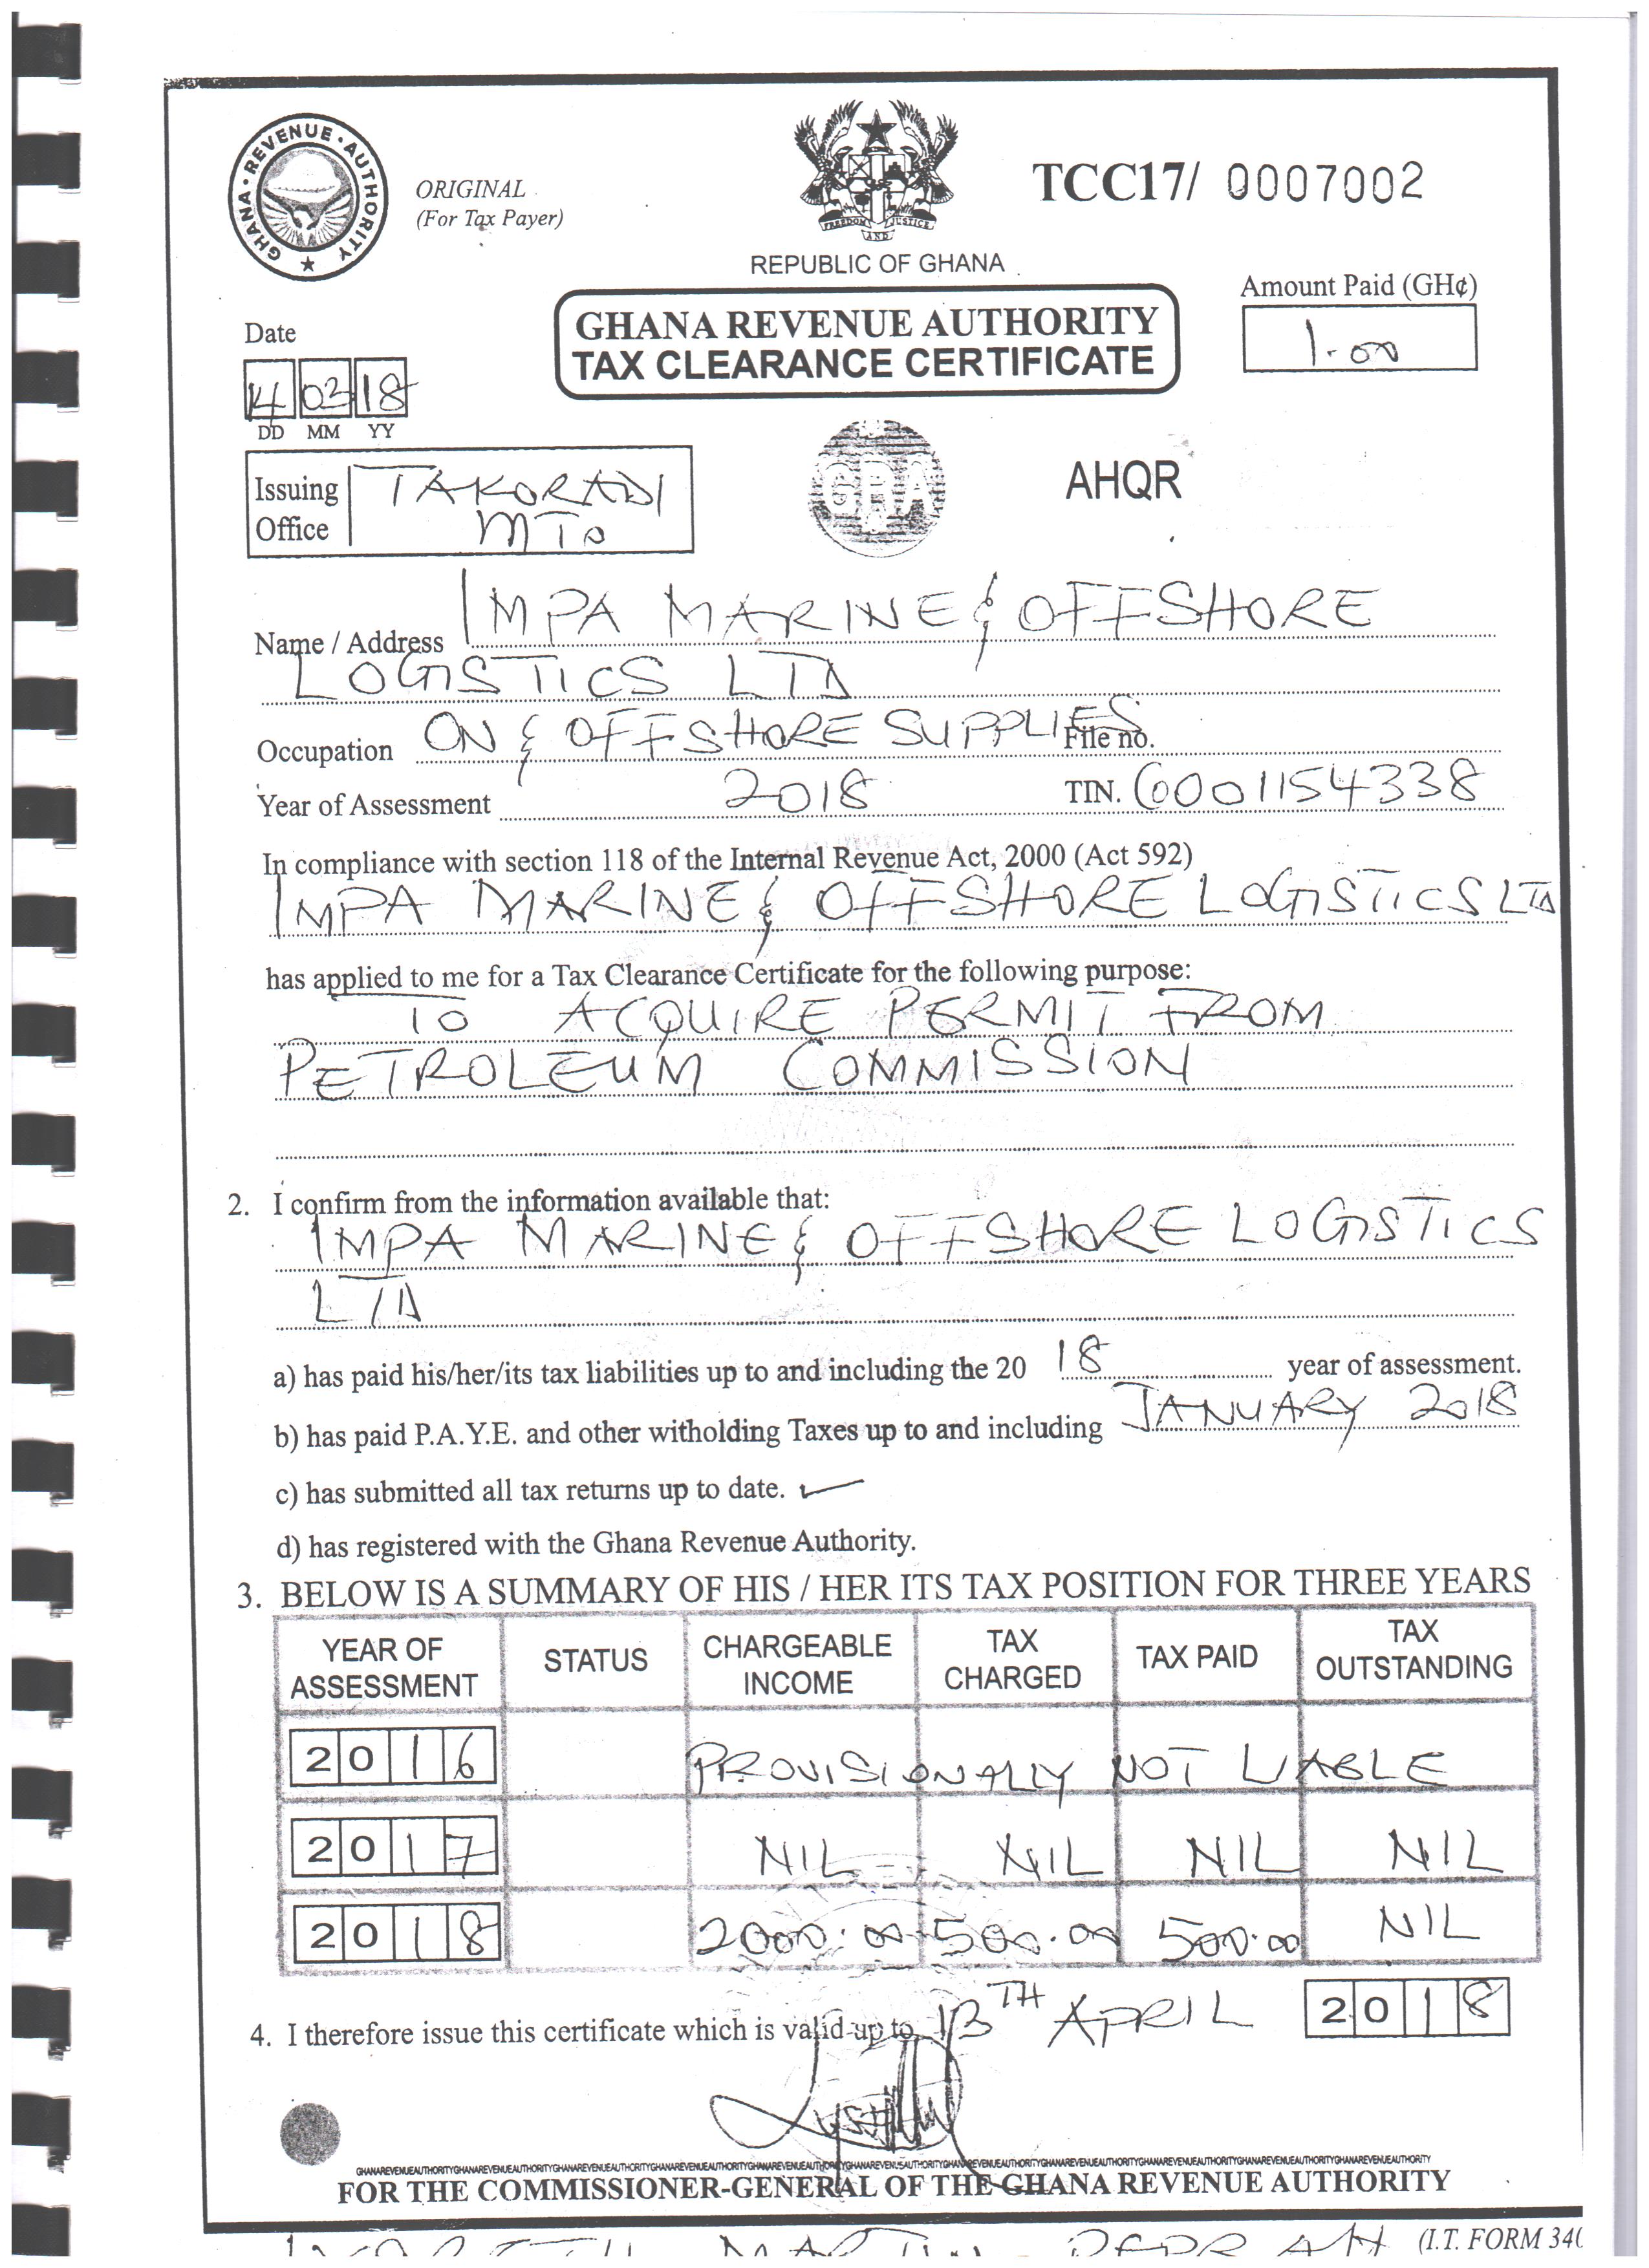 GHANA · REVENUE · AUTHORITY
ORIGINAL
(For Tax Payer)
FREEDOM AND JUSTICE
REPUBLIC OF GHANA
TCC17/ 0007002
Amount Paid (GH¢)
1.00
GHANA REVENUE AUTHORITY
TAX CLEARANCE CERTIFICATE
Date
14 03 18
DD MM YY
Issuing Office TAKORADI
MTO
GRA
AHQR
Name / Address IMPA MARINE & OFFSHORE
LOGISTICS LTD
Occupation ON & OFFSHORE SUPPLIES File no.
Year of Assessment 2018 TIN. C0001154338
In compliance with section 118 of the Internal Revenue Act, 2000 (Act 592)
IMPA MARINE & OFFSHORE LOGISTICS LTD
has applied to me for a Tax Clearance Certificate for the following purpose:
TO ACQUIRE PERMIT FROM
PETROLEUM COMMISSION
2. I confirm from the information available that:
IMPA MARINE & OFFSHORE LOGISTICS
LTD
a) has paid his/her/its tax liabilities up to and including the 20 18 year of assessment.
b) has paid P.A.Y.E. and other witholding Taxes up to and including JANUARY 2018
c) has submitted all tax returns up to date. ✓
d) has registered with the Ghana Revenue Authority.
3. BELOW IS A SUMMARY OF HIS / HER ITS TAX POSITION FOR THREE YEARS
YEAR OF ASSESSMENT STATUS CHARGEABLE INCOME TAX CHARGED TAX PAID TAX OUTSTANDING
2016 PROVISIONALLY NOT LIABLE
2017 NIL NIL NIL NIL
2018 2000.00 500.00 500.00 NIL
4. I therefore issue this certificate which is valid up to 13TH APRIL 2018
GHANAREVENUEAUTHORITYGHANAREVENUEAUTHORITYGHANAREVENUEAUTHORITYGHANAREVENUEAUTHORITYGHANAREVENUEAUTHORITYGHANAREVENUEAUTHORITY
FOR THE COMMISSIONER-GENERAL OF THE GHANA REVENUE AUTHORITY
(I.T. FORM 34